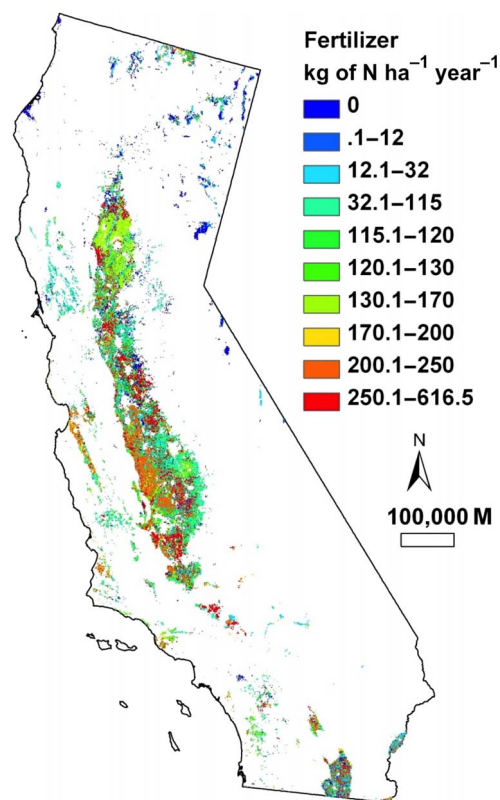 Fertilizer
kg of N ha⁻¹ year⁻¹
0
.1–12
12.1–32
32.1–115
115.1–120
120.1–130
130.1–170
170.1–200
200.1–250
250.1–616.5
N
100,000 M